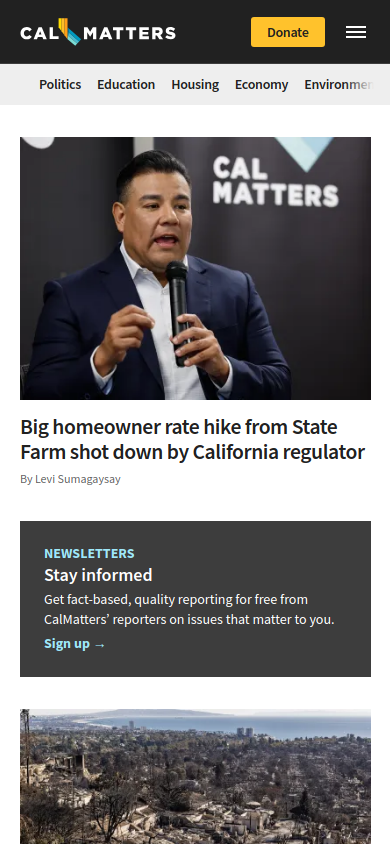 CAL MATTERS
Donate
Politics Education Housing Economy Environmen
CAL
MATTERS
Big homeowner rate hike from State
Farm shot down by California regulator
By Levi Sumagaysay
NEWSLETTERS
Stay informed
Get fact-based, quality reporting for free from
CalMatters’ reporters on issues that matter to you.
Sign up →